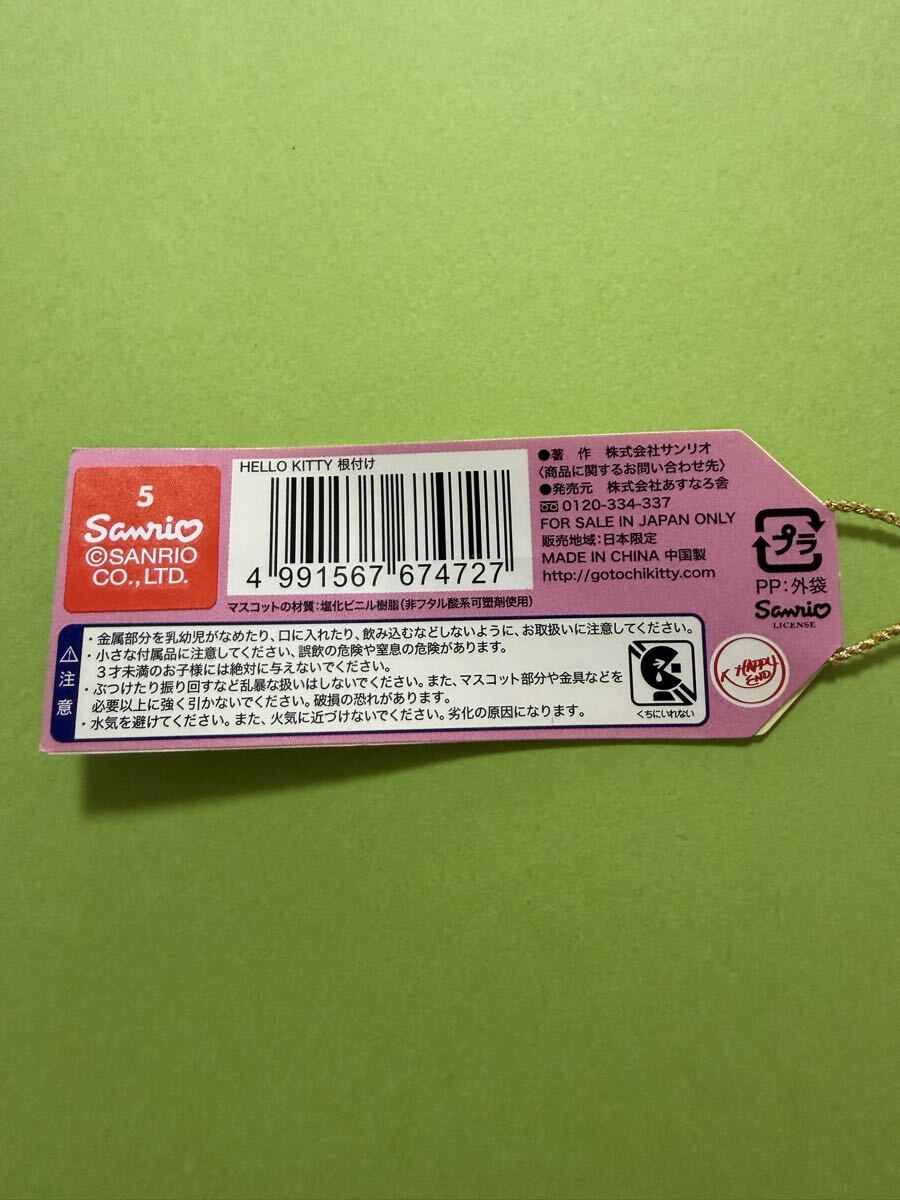 5
Sanrio
©SANRIO
CO.,LTD.
HELLO KITTY 根付け
4 991567 674727
マスコットの材質:塩化ビニル樹脂(非フタル酸系可塑剤使用)
●著 作 株式会社サンリオ
〈商品に関するお問い合わせ先〉
●発売元 株式会社あすなろ舎
0120-334-337
FOR SALE IN JAPAN ONLY
販売地域:日本限定
MADE IN CHINA 中国製
http://gotochikitty.com
プラ
PP:外袋
Sanrio
LICENSE
注意
・金属部分を乳幼児がなめたり、口に入れたり、飲み込むなどしないように、お取扱いに注意してください。
・小さな付属品に注意してください、誤飲の危険や窒息の危険があります。
3才未満のお子様には絶対に与えないでください。
・ぶつけたり振り回すなど乱暴な扱いはしないでください。また、マスコット部分や金具などを
必要以上に強く引かないでください。破損の恐れがあります。
・水気を避けてください。また、火気に近づけないでください。劣化の原因になります。
くちにいれない
HAPPY
END